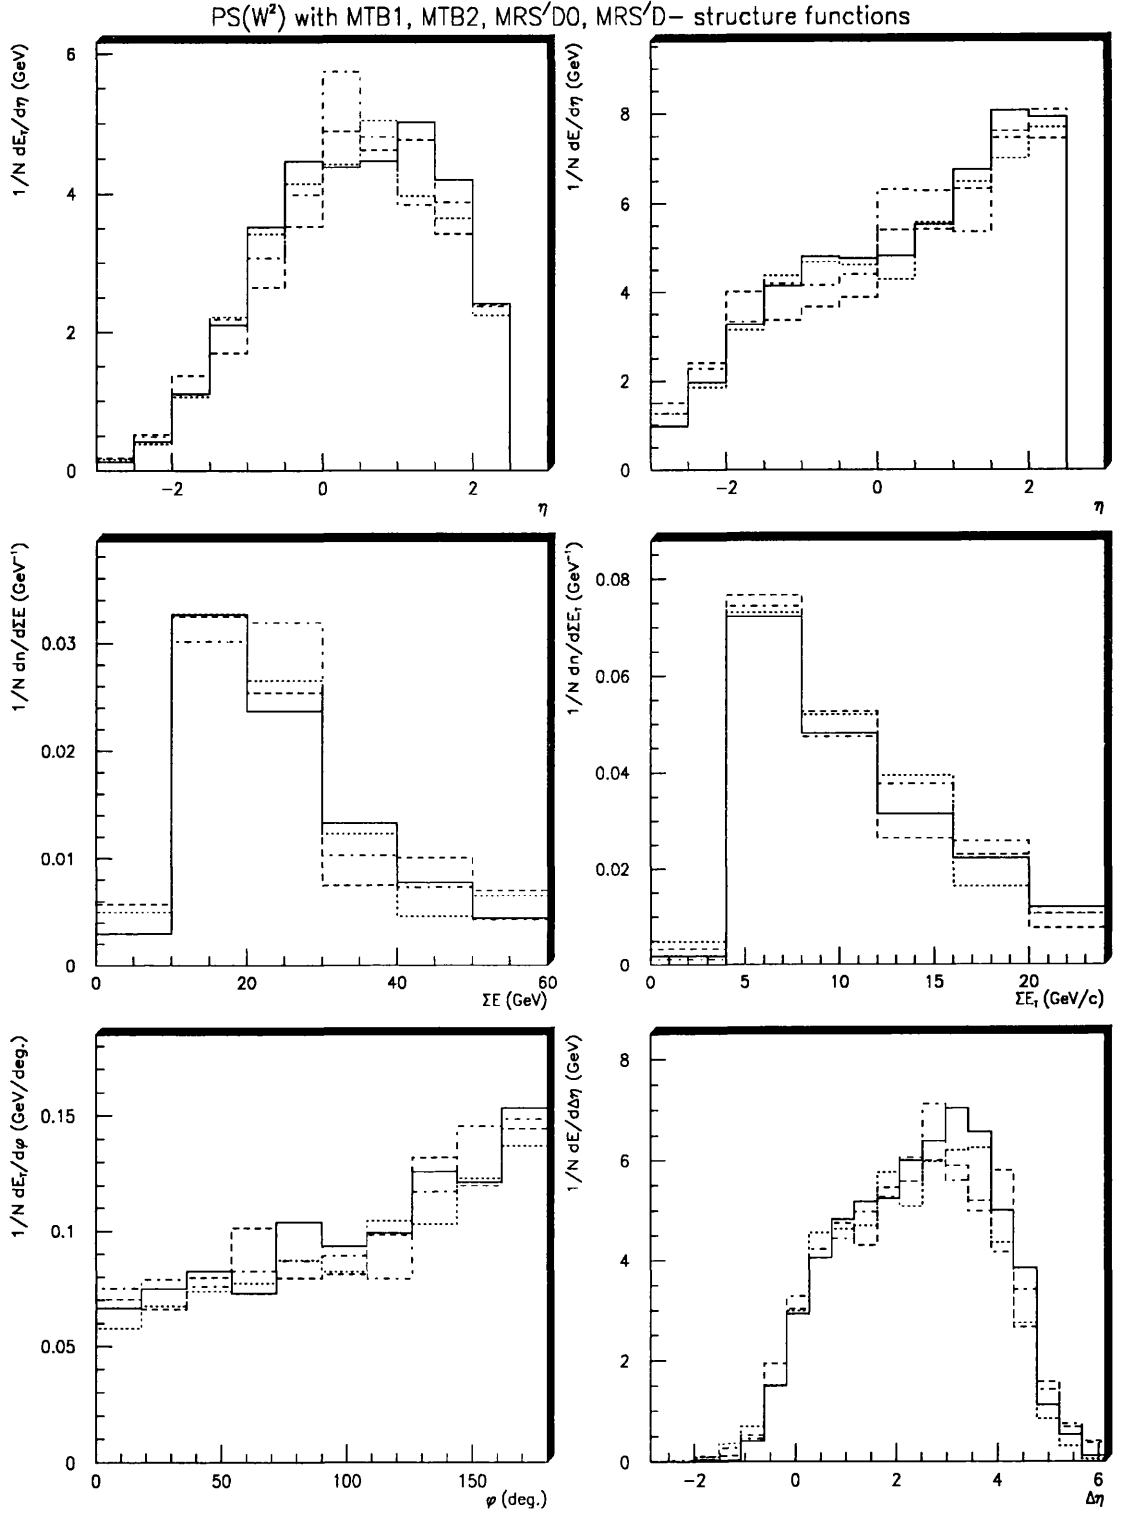 PS(W²) with MTB1, MTB2, MRS′D0, MRS′D− structure functions
1/N dE_T/dη (GeV)
6
4
2
0
−2 0 2
η
1/N dE/dη (GeV)
8
6
4
2
0
−2 0 2
η
1/N dn/dΣE (GeV⁻¹)
0.03
0.02
0.01
0
0 20 40 60
ΣE (GeV)
1/N dn/dΣE_T (GeV⁻¹)
0.08
0.06
0.04
0.02
0
0 5 10 15 20
ΣE_T (GeV/c)
1/N dE_T/dφ (GeV/deg.)
0.15
0.1
0.05
0
0 50 100 150
φ (deg.)
1/N dE/dΔη (GeV)
8
6
4
2
0
−2 0 2 4 6
Δη